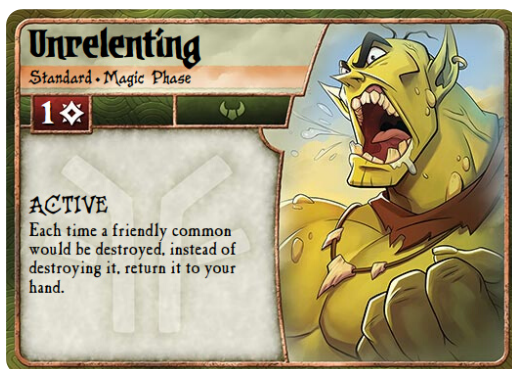 Unrelenting
Standard • Magic Phase
1
ACTIVE
Each time a friendly common
would be destroyed, instead of
destroying it, return it to your
hand.